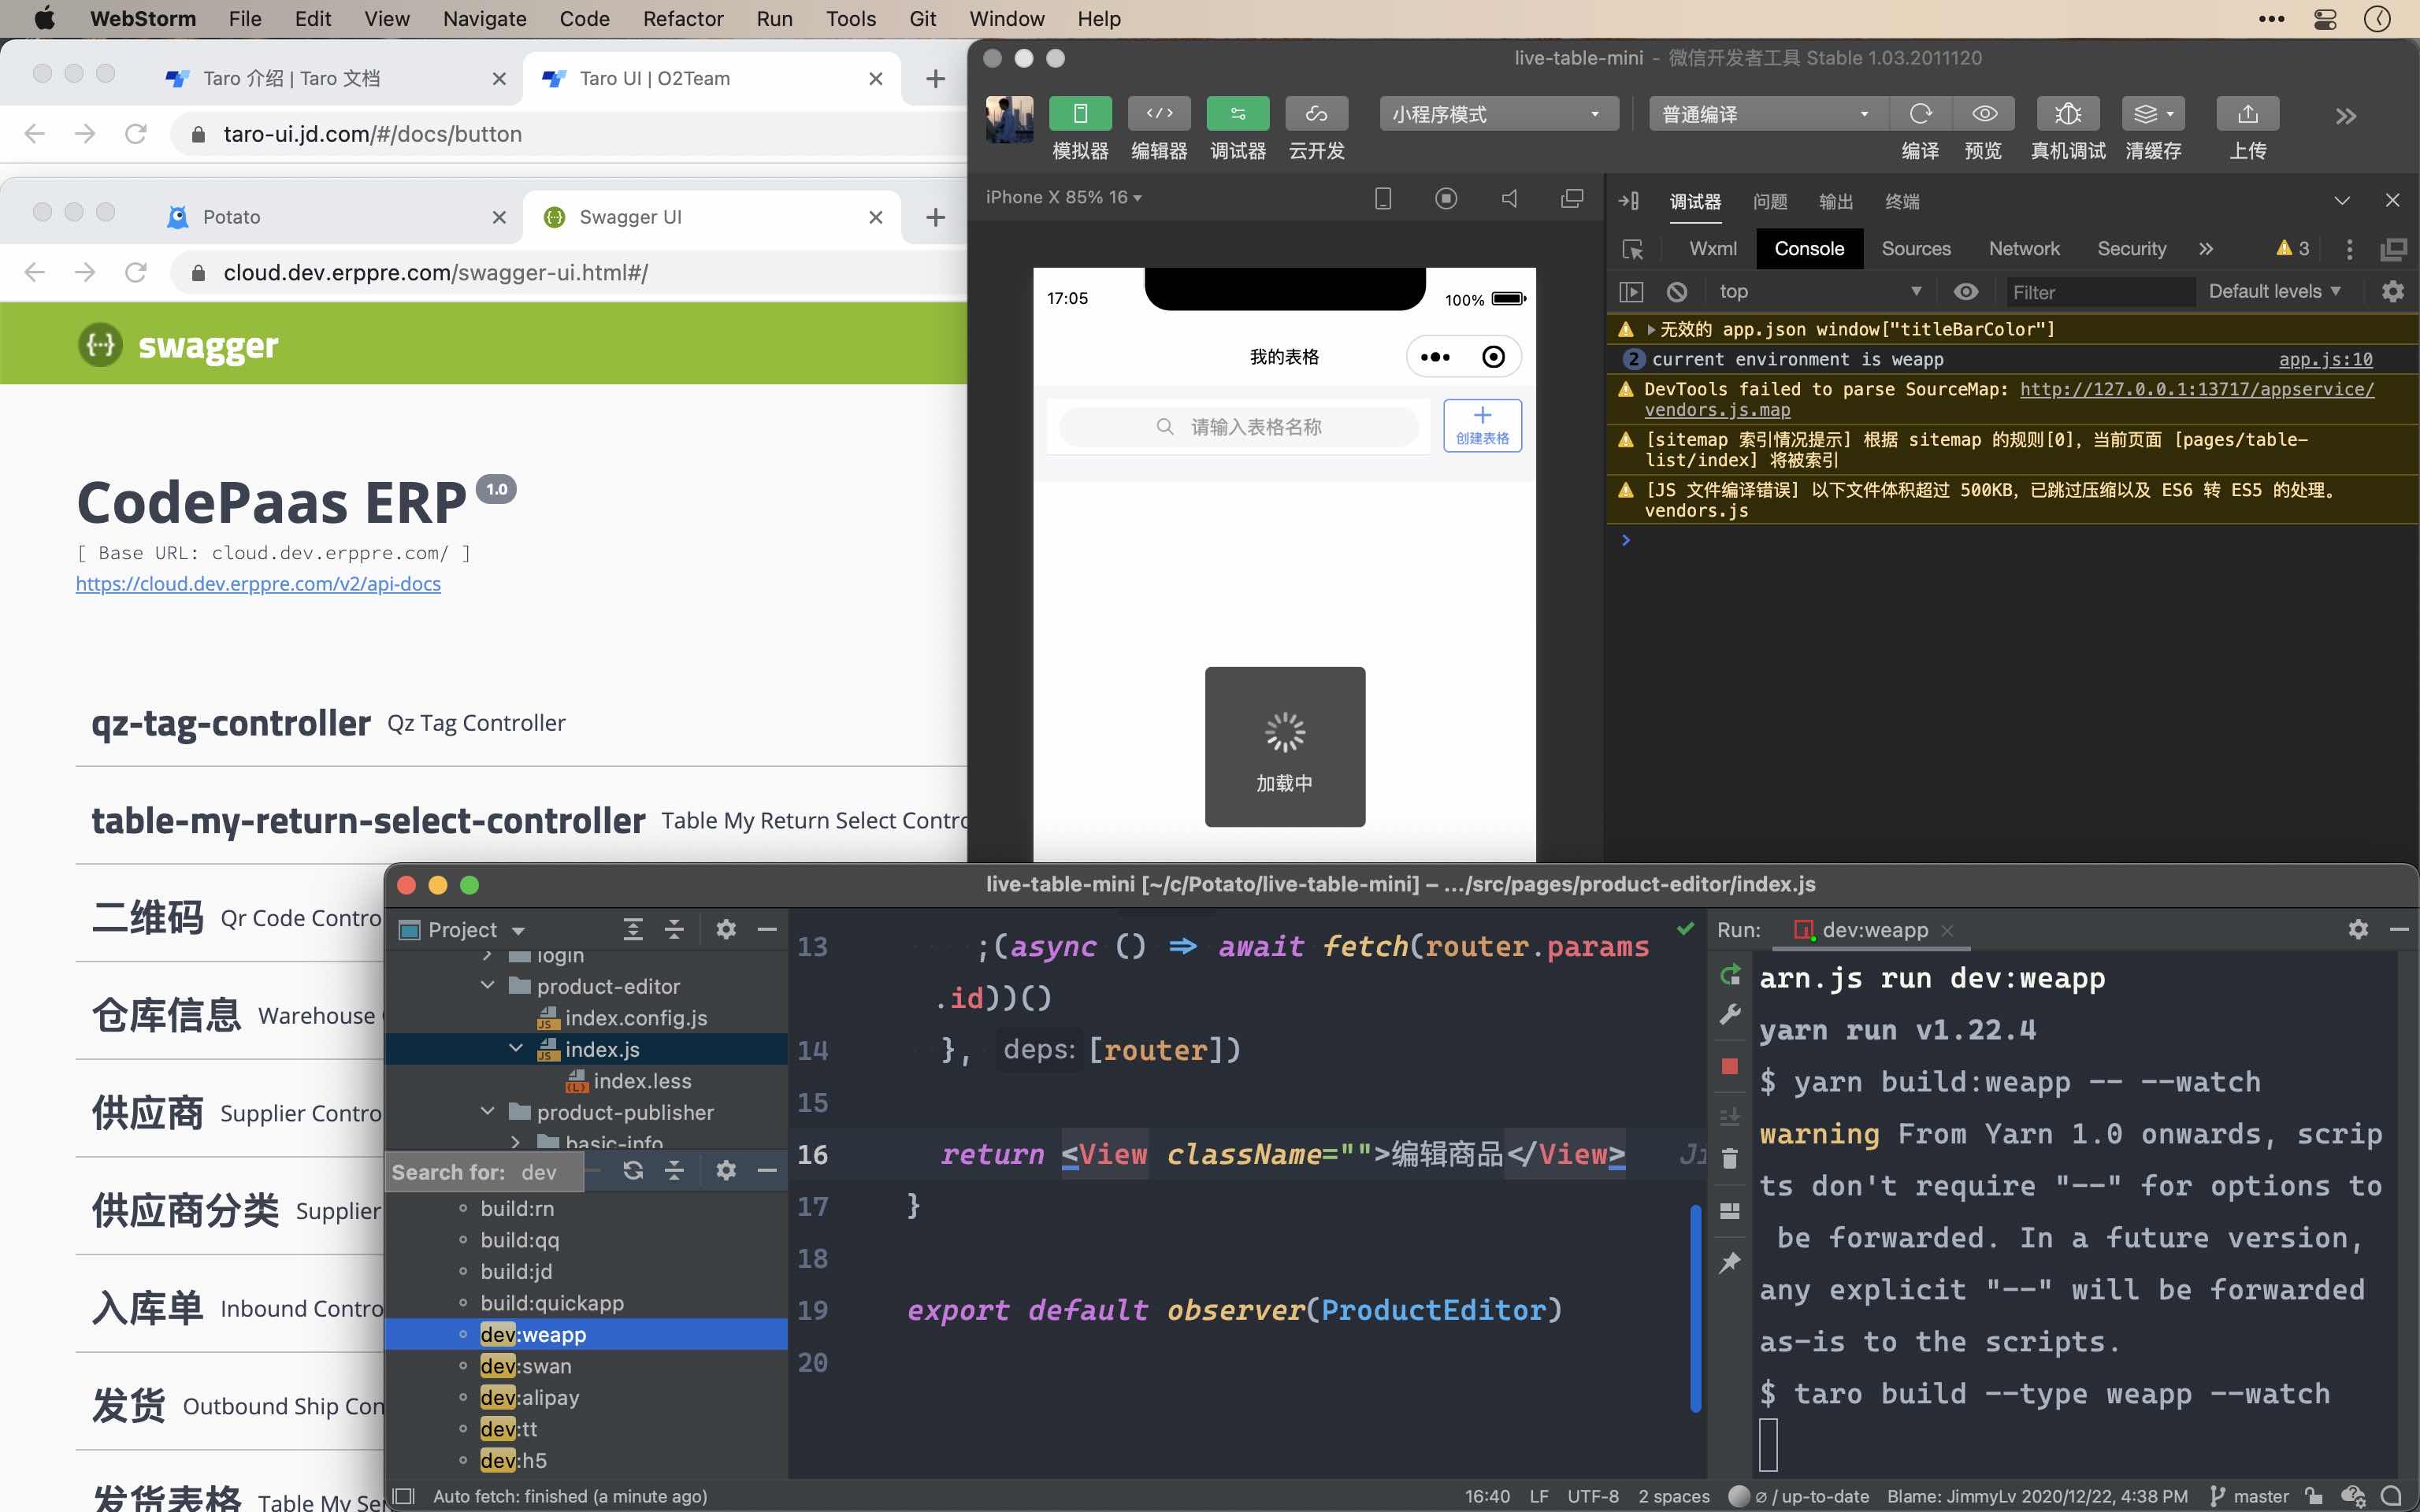 WebStorm File Edit View Navigate Code Refactor Run Tools Git Window Help
Taro 介绍 | Taro 文档
Taro UI | O2Team
taro-ui.jd.com/#/docs/button
Potato
Swagger UI
cloud.dev.erppre.com/swagger-ui.html#/
swagger
CodePaas ERP 1.0
[ Base URL: cloud.dev.erppre.com/ ]
https://cloud.dev.erppre.com/v2/api-docs
qz-tag-controller Qz Tag Controller
table-my-return-select-controller Table My Return Select Contro
二维码 Qr Code Contro
仓库信息 Warehouse
供应商 Supplier Contro
供应商分类 Supplier
入库单 Inbound Contro
发货 Outbound Ship Con
发货表格 Table My Se
live-table-mini - 微信开发者工具 Stable 1.03.2011120
小程序模式 普通编译
模拟器 编辑器 调试器 云开发 编译 预览 真机调试 清缓存 上传
iPhone X 85% 16
17:05
100%
我的表格
请输入表格名称
创建表格
加载中
调试器 问题 输出 终端
Wxml Console Sources Network Security 3
top Filter Default levels
无效的 app.json window["titleBarColor"]
2 current environment is weapp app.js:10
DevTools failed to parse SourceMap: http://127.0.0.1:13717/appservice/
vendors.js.map
[sitemap 索引情况提示] 根据 sitemap 的规则[0]，当前页面 [pages/table-
list/index] 将被索引
[JS 文件编译错误] 以下文件体积超过 500KB，已跳过压缩以及 ES6 转 ES5 的处理。
vendors.js
live-table-mini [~/c/Potato/live-table-mini] – .../src/pages/product-editor/index.js
Project
login
product-editor
index.config.js
index.js
index.less
product-publisher
basic-info
Search for: dev
build:rn
build:qq
build:jd
build:quickapp
dev:weapp
dev:swan
dev:alipay
dev:tt
dev:h5
13 ;(async () => await fetch(router.params
.id))()
14 }, deps: [router])
15
16 return <View className="">编辑商品</View> Ji
17 }
18
19 export default observer(ProductEditor)
20
Run: dev:weapp
arn.js run dev:weapp
yarn run v1.22.4
$ yarn build:weapp -- --watch
warning From Yarn 1.0 onwards, scrip
ts don't require "--" for options to
be forwarded. In a future version,
any explicit "--" will be forwarded
as-is to the scripts.
$ taro build --type weapp --watch
Auto fetch: finished (a minute ago)
16:40 LF UTF-8 2 spaces ∅ / up-to-date Blame: JimmyLv 2020/12/22, 4:38 PM master